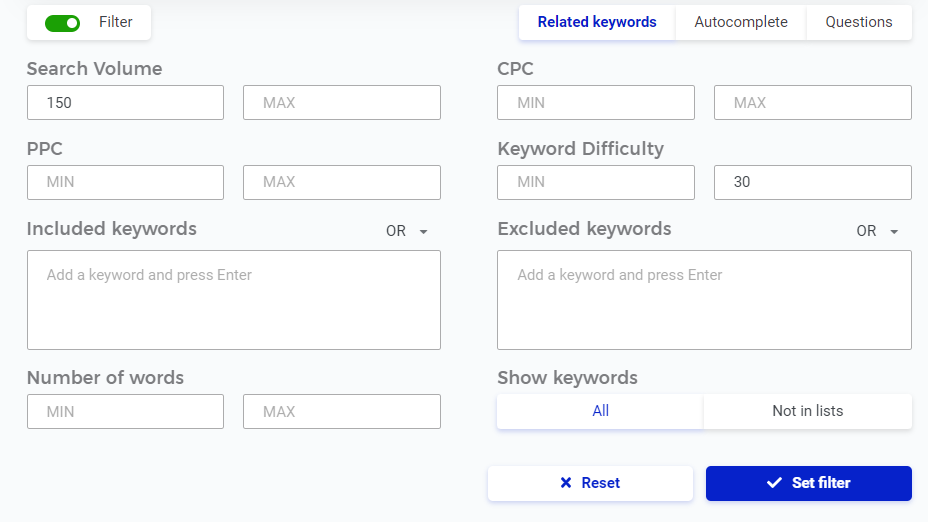 Filter
Related keywords Autocomplete Questions
Search Volume CPC
150 MAX MIN MAX
PPC Keyword Difficulty
MIN MAX MIN 30
Included keywords OR Excluded keywords OR
Add a keyword and press Enter Add a keyword and press Enter
Number of words Show keywords
MIN MAX All Not in lists
Reset Set filter